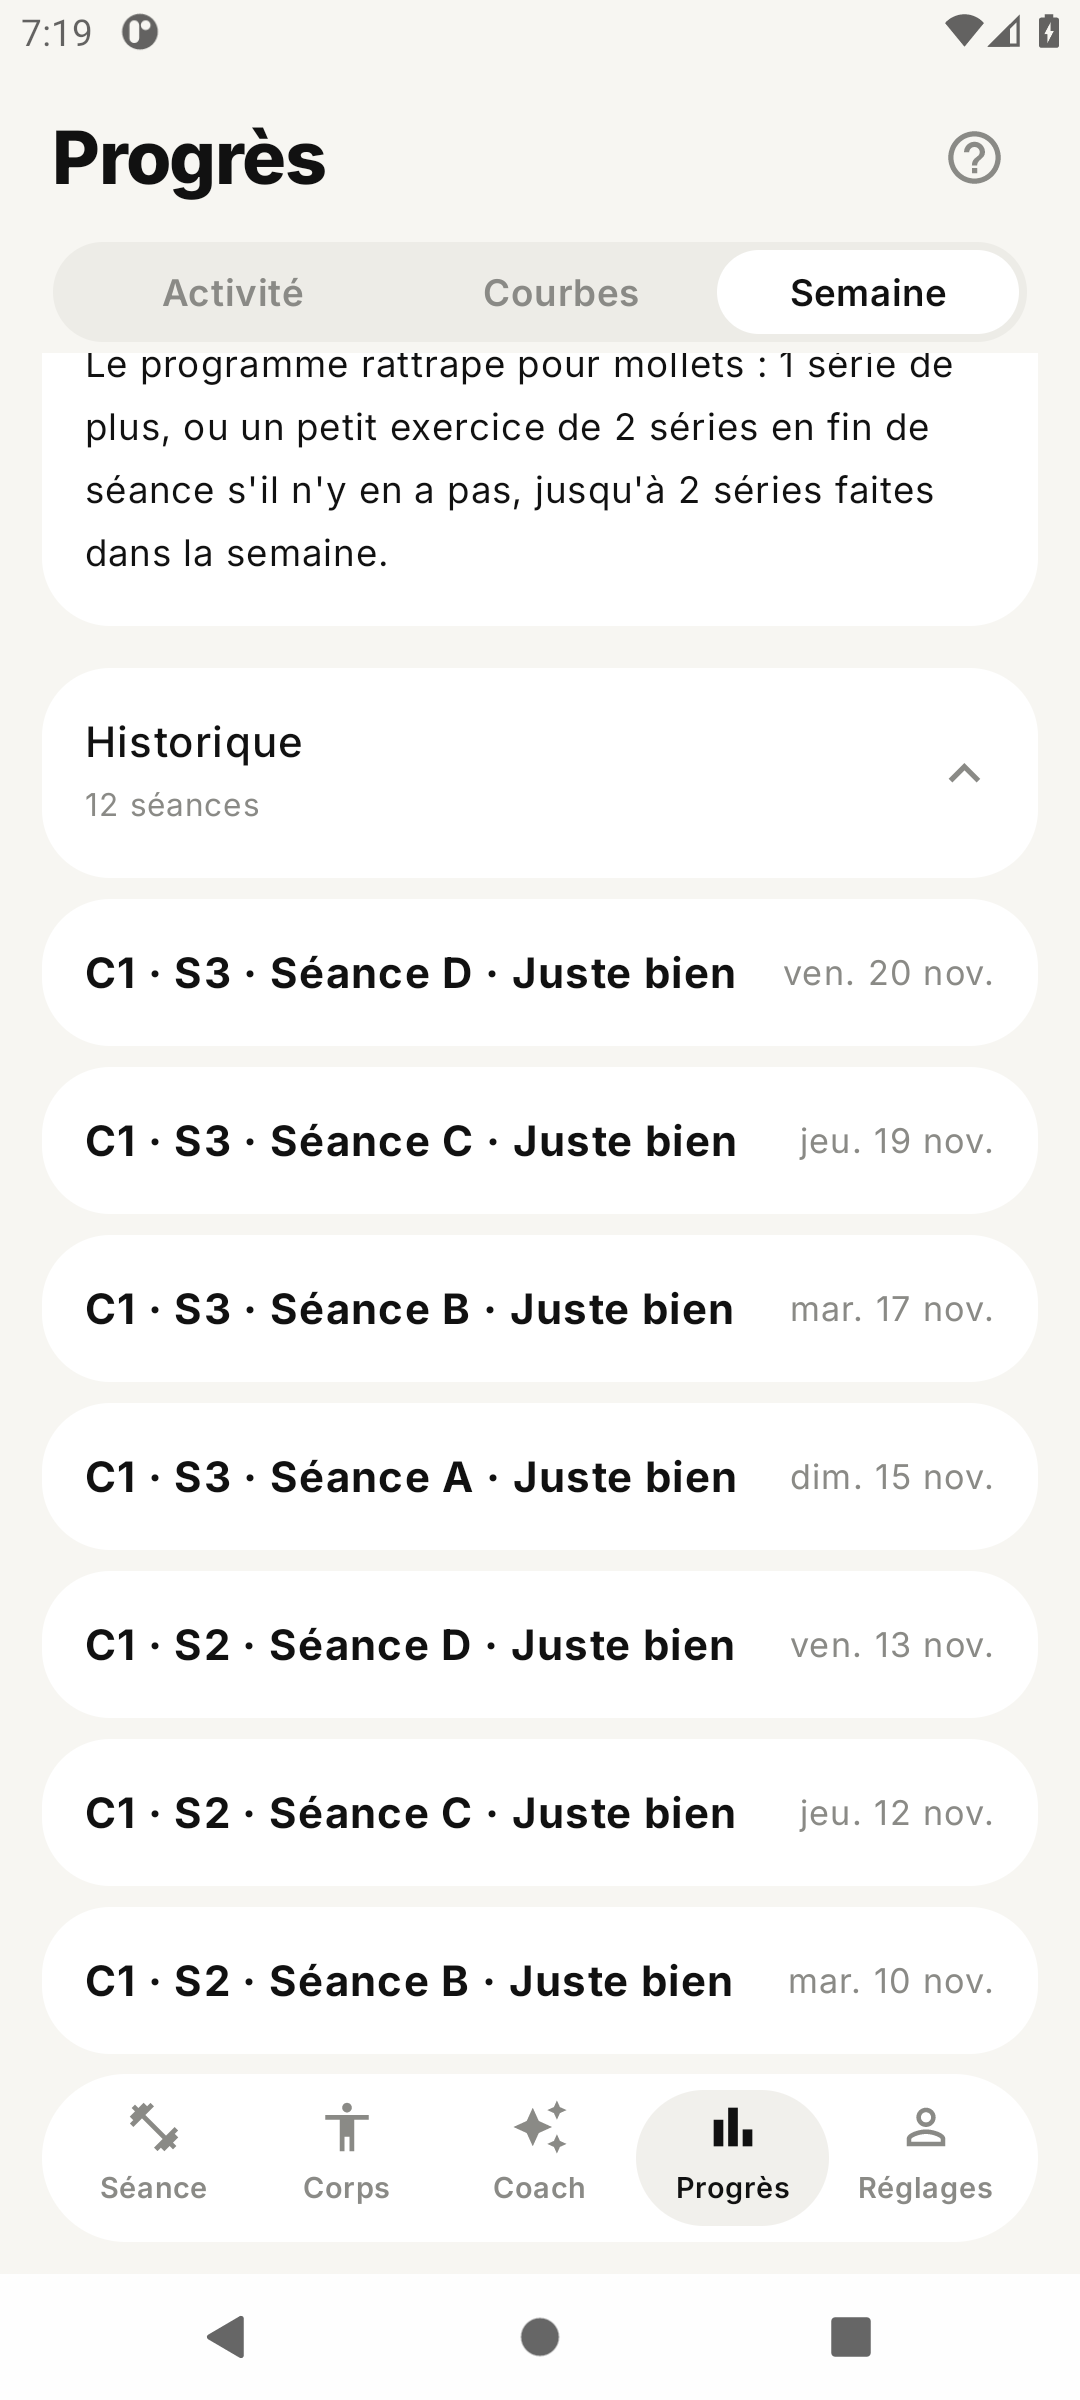 7:19
Progrès
Activité
Courbes
Semaine
Le programme rattrape pour mollets : 1 série de
plus, ou un petit exercice de 2 séries en fin de
séance s'il n'y en a pas, jusqu'à 2 séries faites
dans la semaine.
Historique
12 séances
C1 · S3 · Séance D · Juste bien ven. 20 nov.
C1 · S3 · Séance C · Juste bien jeu. 19 nov.
C1 · S3 · Séance B · Juste bien mar. 17 nov.
C1 · S3 · Séance A · Juste bien dim. 15 nov.
C1 · S2 · Séance D · Juste bien ven. 13 nov.
C1 · S2 · Séance C · Juste bien jeu. 12 nov.
C1 · S2 · Séance B · Juste bien mar. 10 nov.
Séance
Corps
Coach
Progrès
Réglages